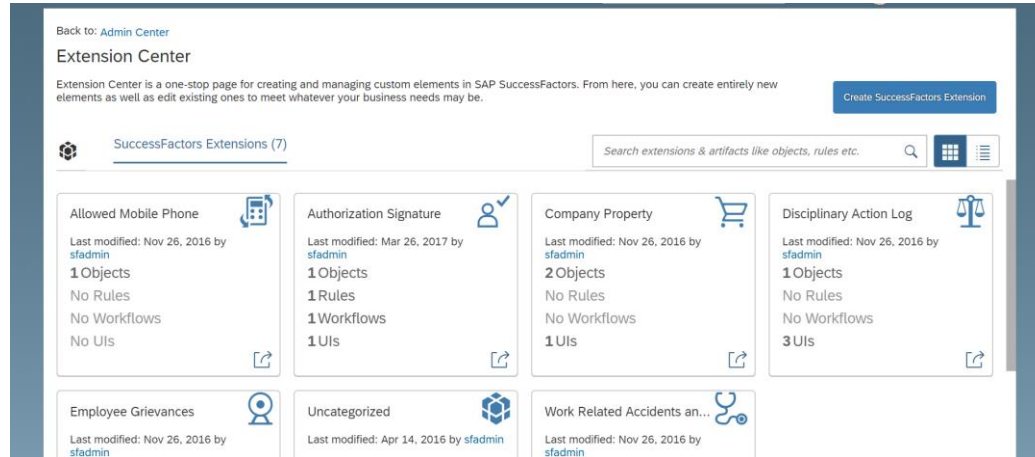 Back to: Admin Center
Extension Center
Extension Center is a one-stop page for creating and managing custom elements in SAP SuccessFactors. From here, you can create entirely new
elements as well as edit existing ones to meet whatever your business needs may be.
Create SuccessFactors Extension
SuccessFactors Extensions (7)
Search extensions & artifacts like objects, rules etc.
Allowed Mobile Phone
Last modified: Nov 26, 2016 by
sfadmin
1 Objects
No Rules
No Workflows
No UIs
Authorization Signature
Last modified: Mar 26, 2017 by
sfadmin
1 Objects
1 Rules
1 Workflows
1 UIs
Company Property
Last modified: Nov 26, 2016 by
sfadmin
2 Objects
No Rules
No Workflows
1 UIs
Disciplinary Action Log
Last modified: Nov 26, 2016 by
sfadmin
1 Objects
No Rules
No Workflows
3 UIs
Employee Grievances
Last modified: Nov 26, 2016 by
sfadmin
Uncategorized
Last modified: Apr 14, 2016 by sfadmin
Work Related Accidents an...
Last modified: Nov 26, 2016 by
sfadmin